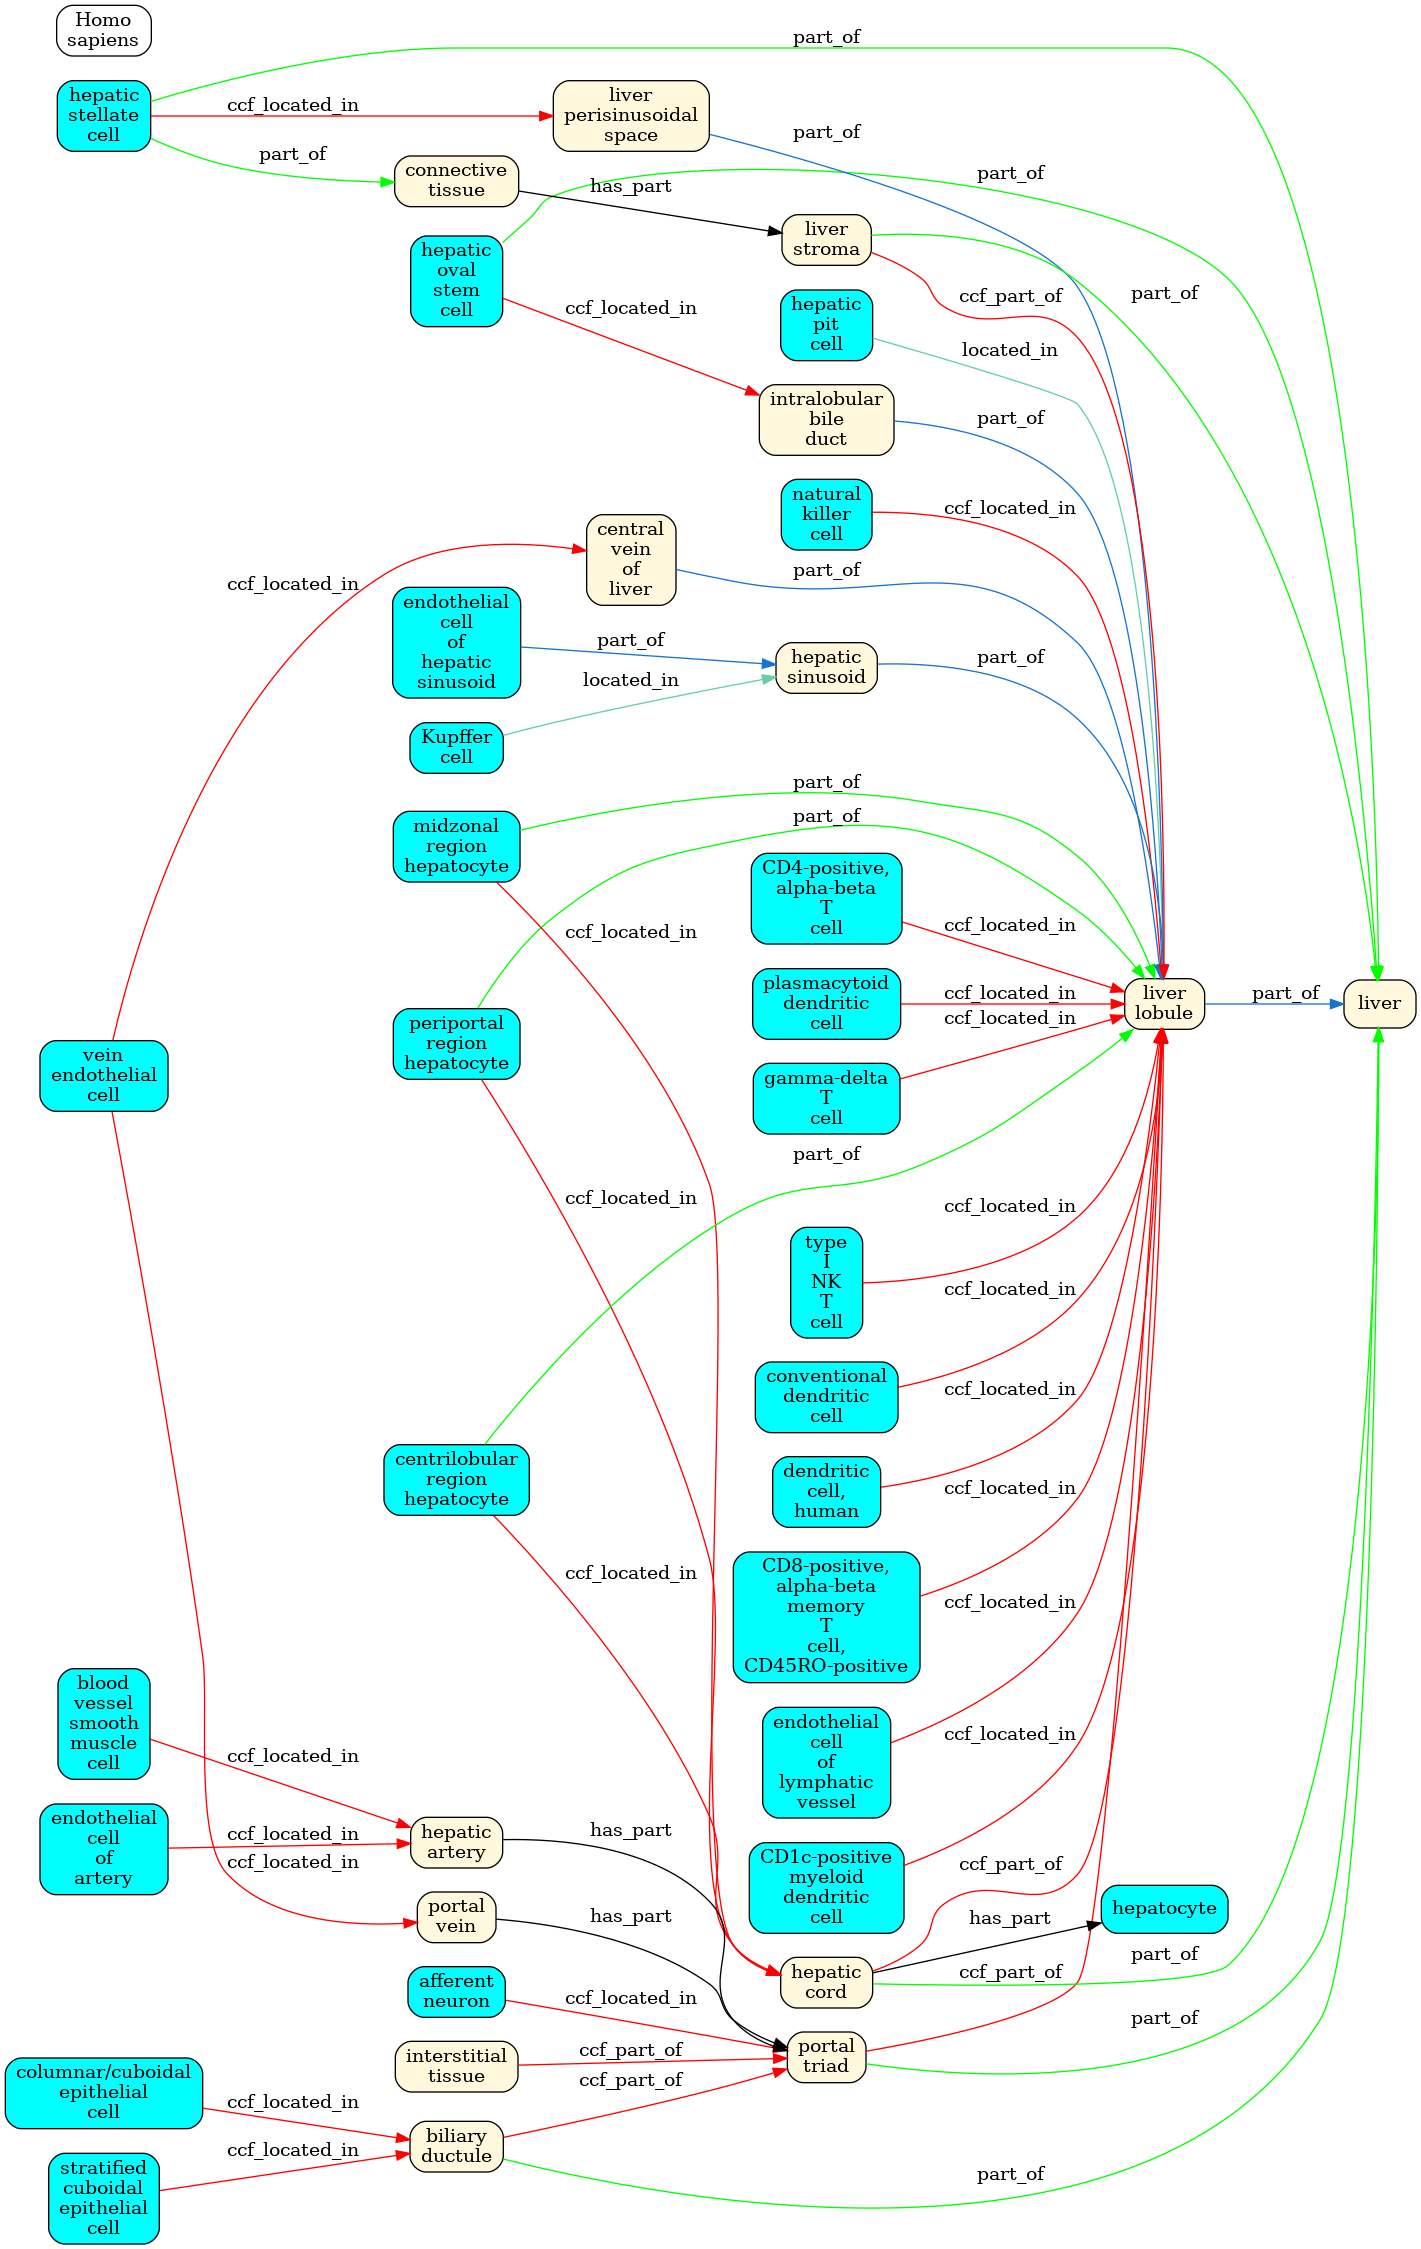 Homo
sapiens
part_of
hepatic
stellate
cell
ccf_located_in
liver
perisinusoidal
space
part_of
part_of
connective
tissue
has_part
part_of
liver
stroma
hepatic
oval
stem
cell
ccf_located_in
ccf_part_of
part_of
hepatic
pit
cell
located_in
intralobular
bile
duct
part_of
natural
killer
cell
ccf_located_in
central
vein
of
liver
ccf_located_in
part_of
endothelial
cell
of
hepatic
sinusoid
part_of
hepatic
sinusoid
part_of
located_in
Kupffer
cell
part_of
midzonal
region
hepatocyte
part_of
CD4-positive,
alpha-beta
T
cell
ccf_located_in
ccf_located_in
plasmacytoid
dendritic
cell
ccf_located_in
liver
lobule
part_of
liver
ccf_located_in
periportal
region
hepatocyte
vein
endothelial
cell
gamma-delta
T
cell
part_of
ccf_located_in
ccf_located_in
type
I
NK
T
cell
ccf_located_in
conventional
dendritic
cell
ccf_located_in
centrilobular
region
hepatocyte
dendritic
cell,
human
ccf_located_in
ccf_located_in
CD8-positive,
alpha-beta
memory
T
cell,
CD45RO-positive
ccf_located_in
blood
vessel
smooth
muscle
cell
ccf_located_in
endothelial
cell
of
lymphatic
vessel
ccf_located_in
endothelial
cell
of
artery
ccf_located_in
ccf_located_in
hepatic
artery
has_part
CD1c-positive
myeloid
dendritic
cell
ccf_part_of
portal
vein
has_part
has_part
hepatocyte
part_of
ccf_part_of
hepatic
cord
afferent
neuron
ccf_located_in
part_of
portal
triad
interstitial
tissue
ccf_part_of
ccf_part_of
columnar/cuboidal
epithelial
cell
ccf_located_in
biliary
ductule
ccf_located_in
part_of
stratified
cuboidal
epithelial
cell